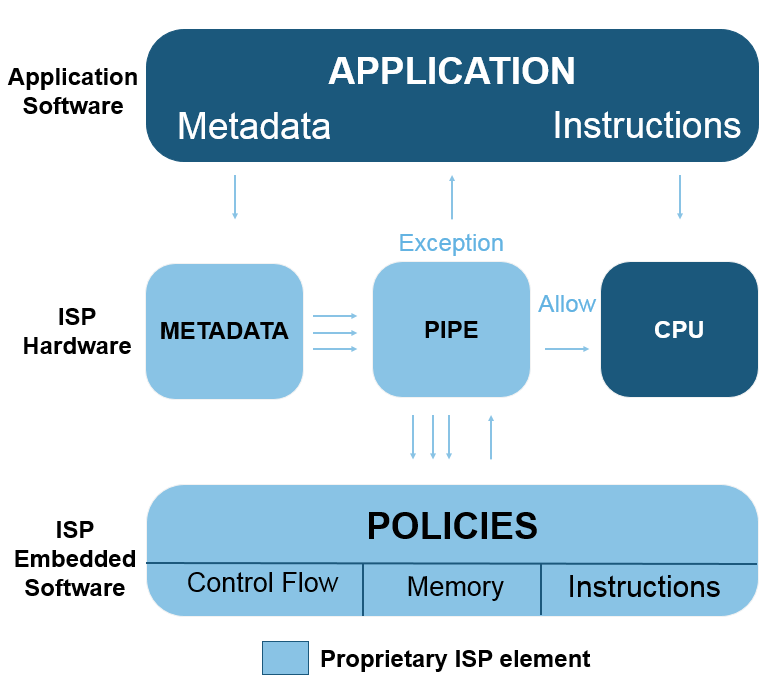 Application
Software
APPLICATION
Metadata
Instructions
Exception
Allow
ISP
Hardware
METADATA
PIPE
CPU
ISP
Embedded
Software
POLICIES
Control Flow
Memory
Instructions
Proprietary ISP element